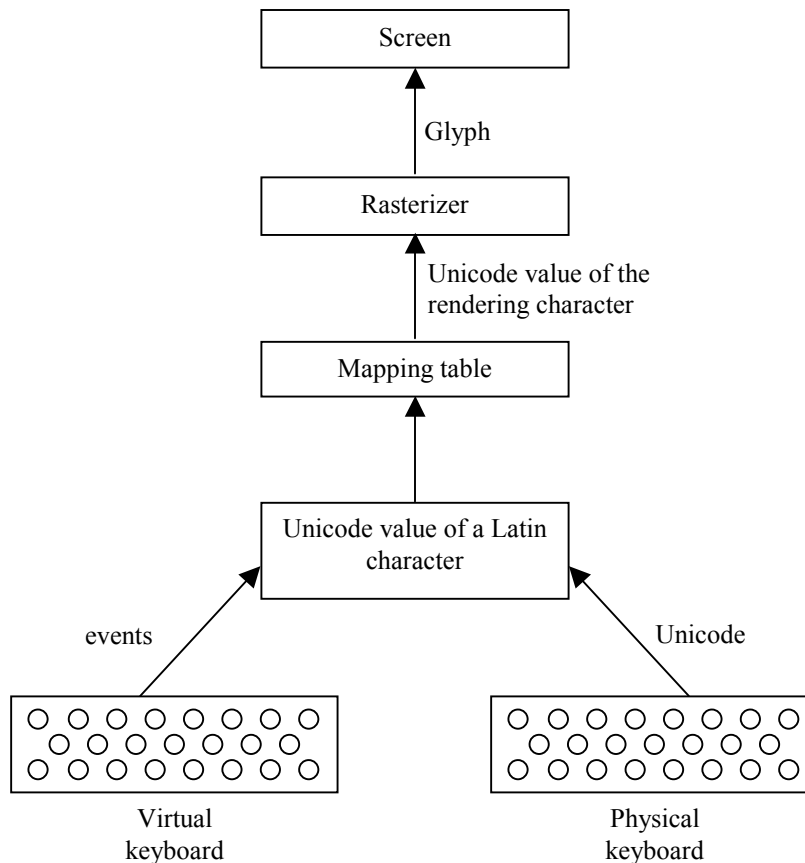 Screen
Glyph
Rasterizer
Unicode value of the
rendering character
Mapping table
Unicode value of a Latin
character
events
Unicode
Virtual
keyboard
Physical
keyboard